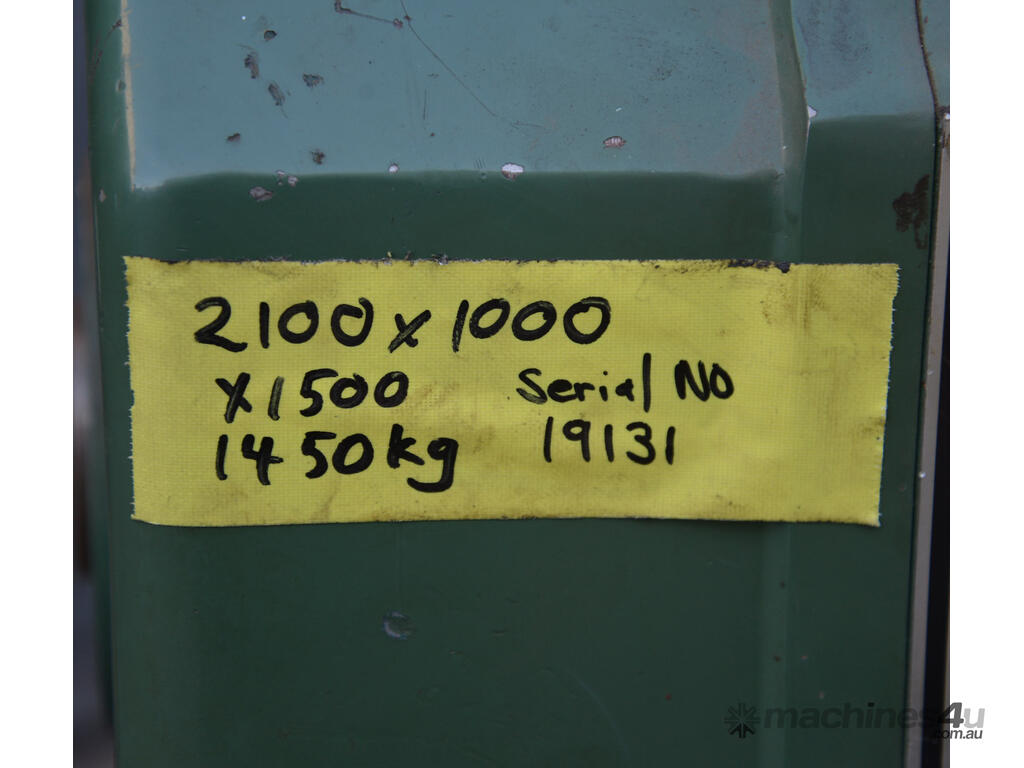 2100 x 1000
x 1500
1450kg
Serial NO
19131
machines4u
.com.au